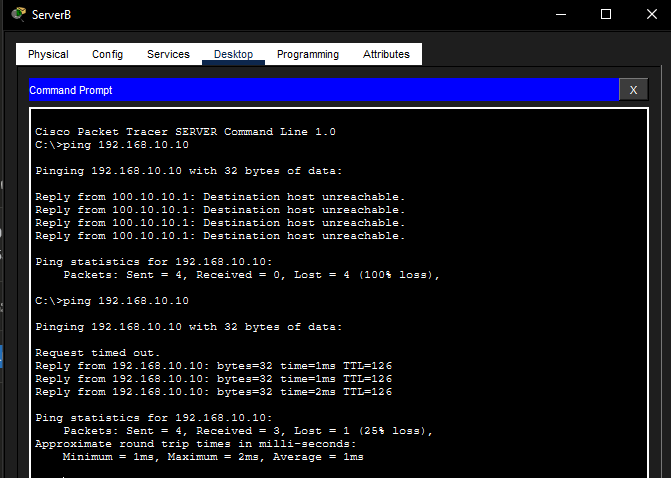 ServerB
Physical Config Services Desktop Programming Attributes
Command Prompt X
Cisco Packet Tracer SERVER Command Line 1.0
C:\>ping 192.168.10.10
Pinging 192.168.10.10 with 32 bytes of data:
Reply from 100.10.10.1: Destination host unreachable.
Reply from 100.10.10.1: Destination host unreachable.
Reply from 100.10.10.1: Destination host unreachable.
Reply from 100.10.10.1: Destination host unreachable.
Ping statistics for 192.168.10.10:
Packets: Sent = 4, Received = 0, Lost = 4 (100% loss),
C:\>ping 192.168.10.10
Pinging 192.168.10.10 with 32 bytes of data:
Request timed out.
Reply from 192.168.10.10: bytes=32 time=1ms TTL=126
Reply from 192.168.10.10: bytes=32 time=1ms TTL=126
Reply from 192.168.10.10: bytes=32 time=2ms TTL=126
Ping statistics for 192.168.10.10:
Packets: Sent = 4, Received = 3, Lost = 1 (25% loss),
Approximate round trip times in milli-seconds:
Minimum = 1ms, Maximum = 2ms, Average = 1ms